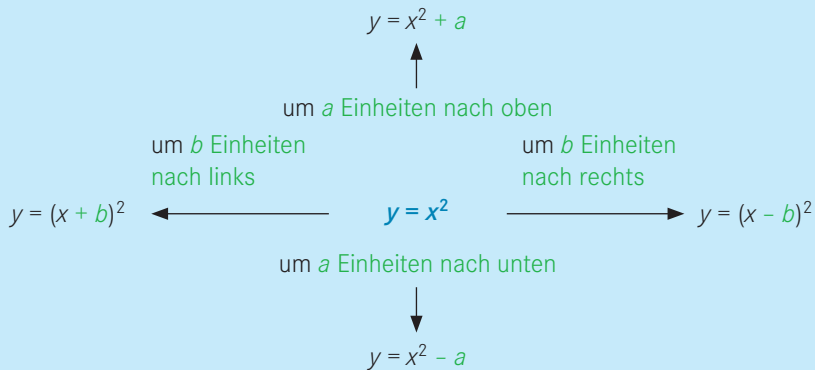 y = x² + a
um a Einheiten nach oben
um b Einheiten
nach links
um b Einheiten
nach rechts
y = (x + b)²
y = x²
y = (x – b)²
um a Einheiten nach unten
y = x² – a